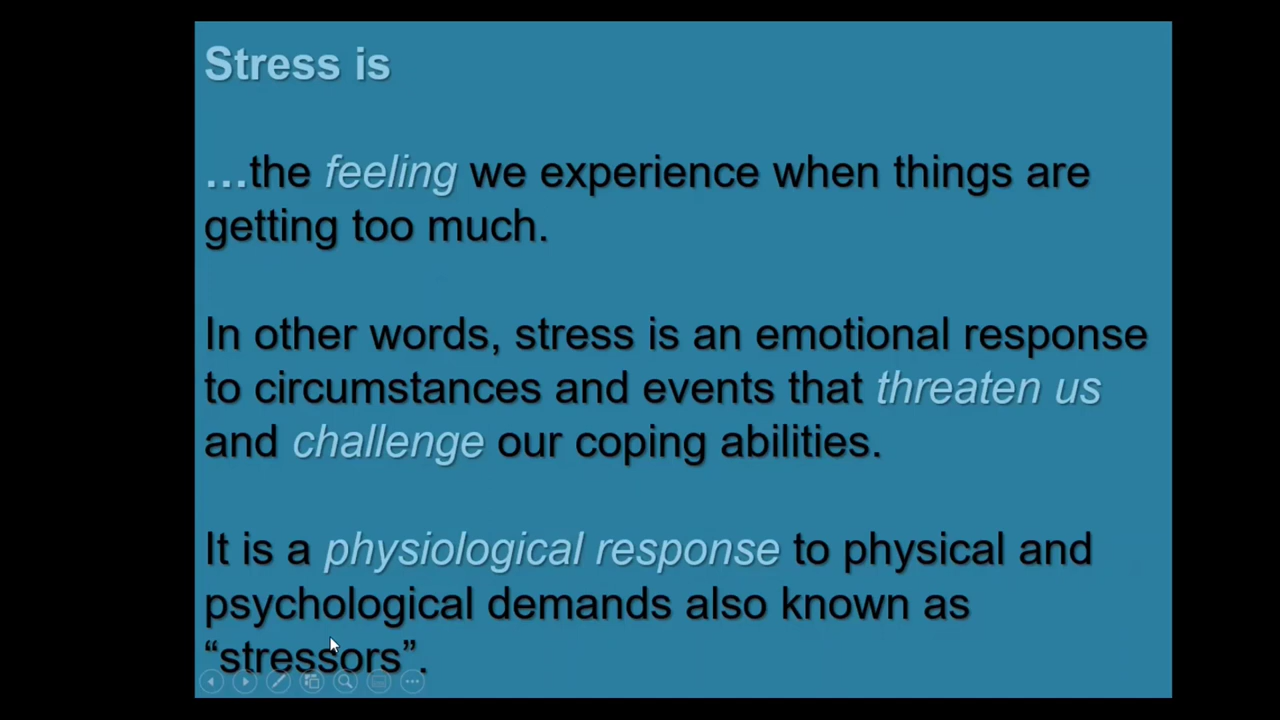 Stress is
…the feeling we experience when things are
getting too much.
In other words, stress is an emotional response
to circumstances and events that threaten us
and challenge our coping abilities.
It is a physiological response to physical and
psychological demands also known as
“stressors”.